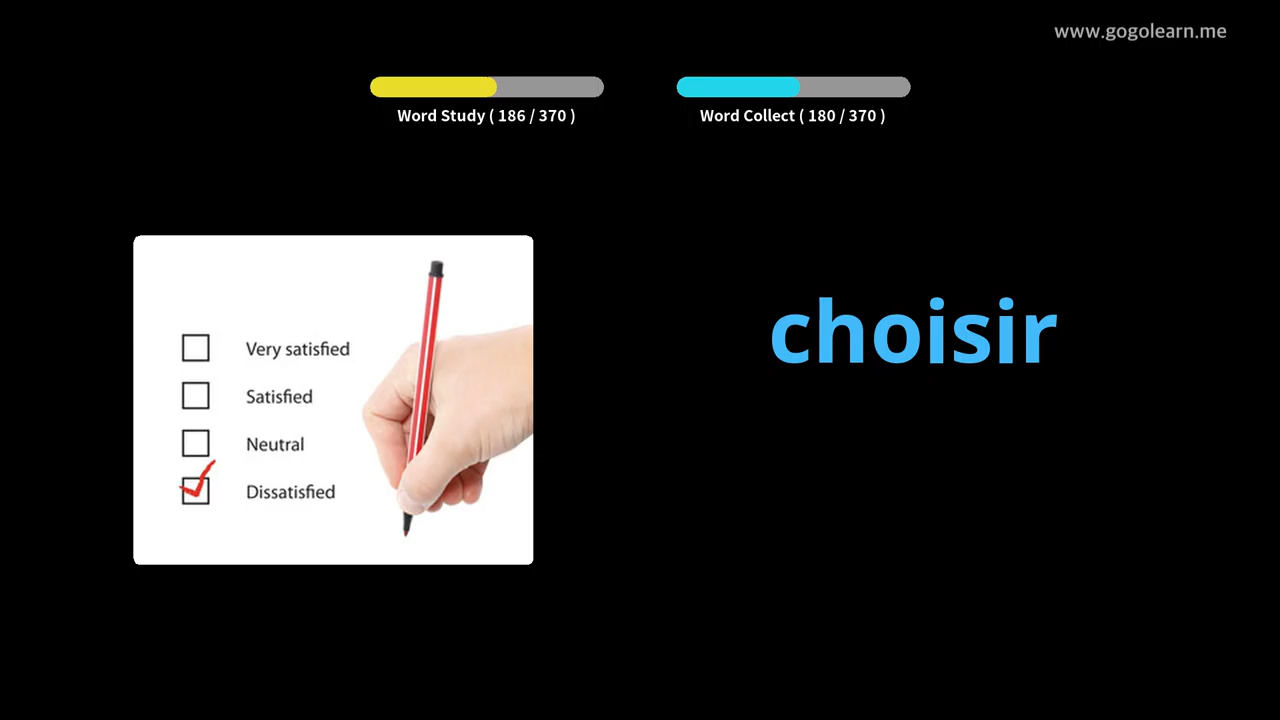 www.gogolearn.me
Word Study ( 186 / 370 )
Word Collect ( 180 / 370 )
Very satisfied
Satisfied
Neutral
Dissatisfied
choisir